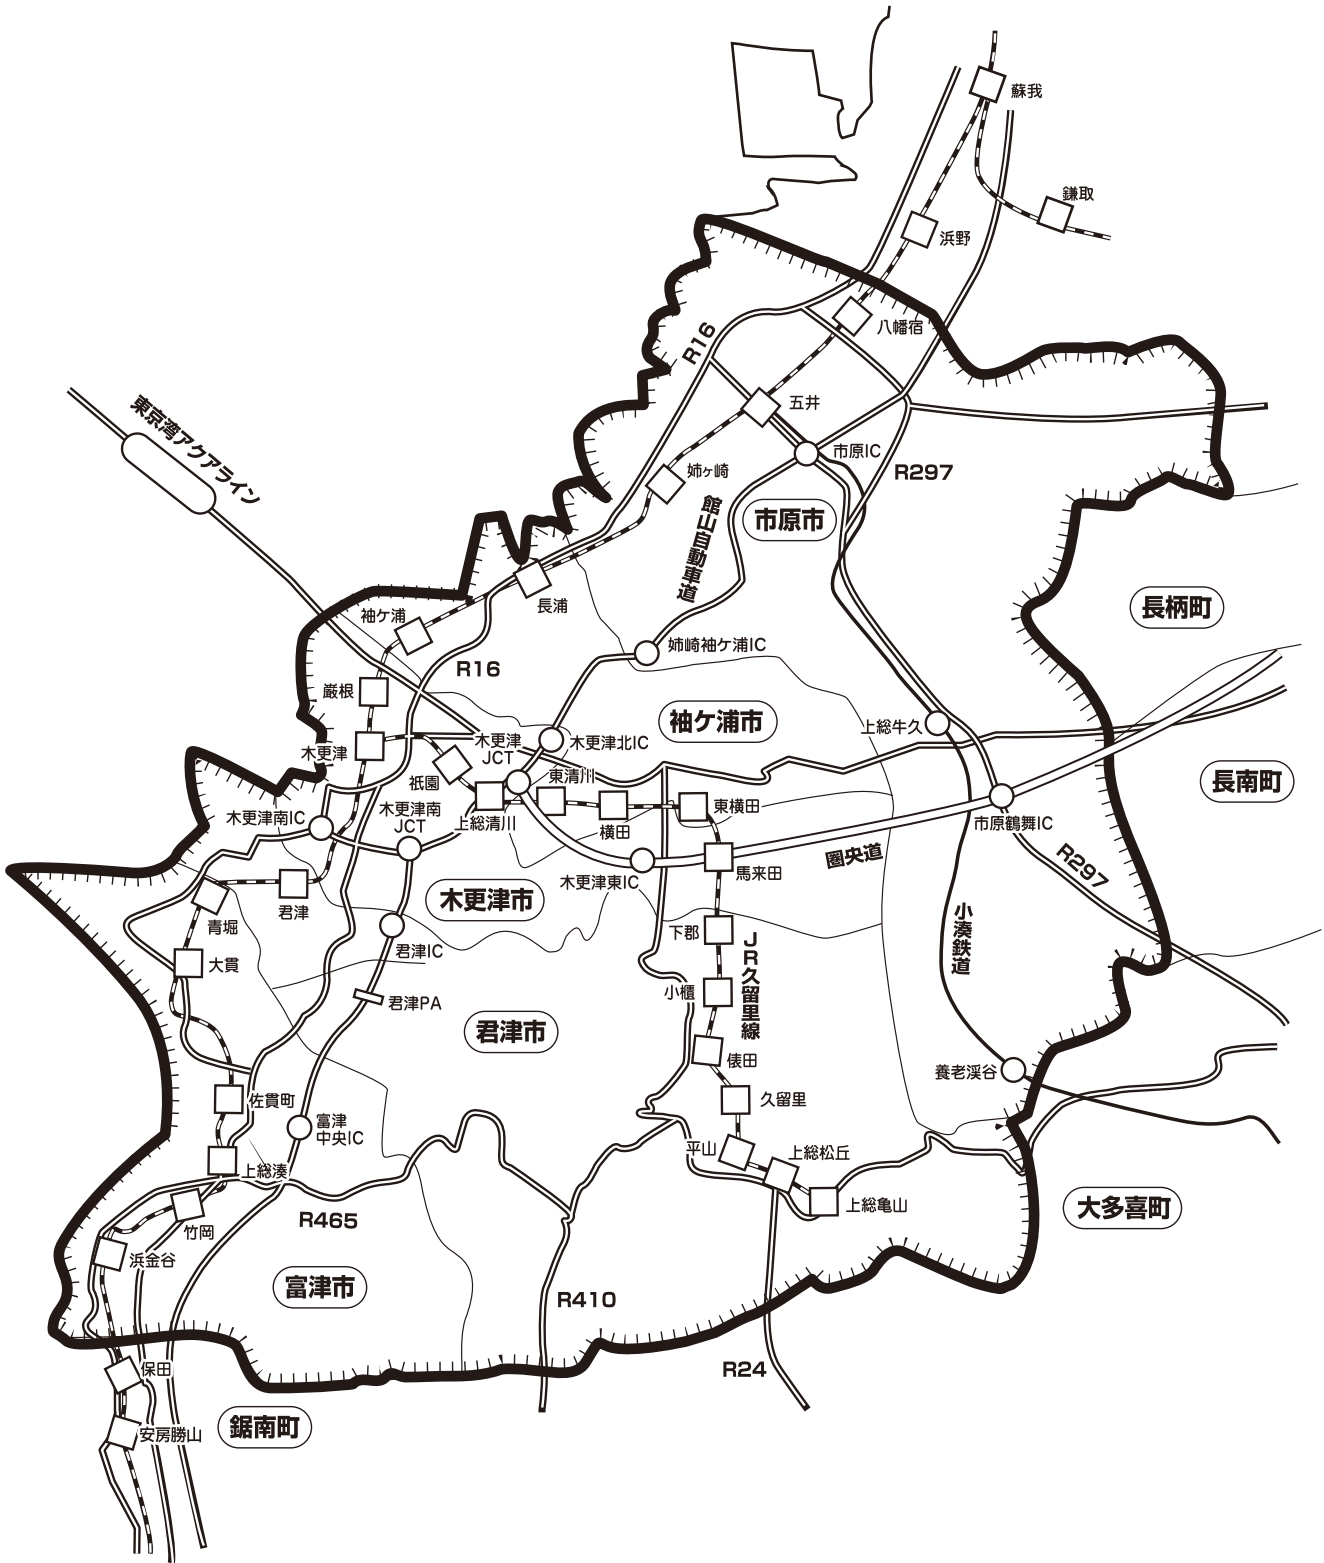 蘇我
鎌取
浜野
八幡宿
R16
五井
東京湾アクアライン
市原IC
姉ヶ崎
R297
館山自動車道
市原市
長浦
袖ケ浦
長柄町
姉崎袖ケ浦IC
R16
巌根
袖ケ浦市
上総牛久
木更津
木更津
JCT
木更津北IC
祇園
東清川
長南町
木更津南IC
木更津南
JCT
上総清川
横田
東横田
市原鶴舞IC
圏央道
R297
木更津東IC
馬来田
木更津市
君津
青堀
下郡
JR久留里線
小湊鉄道
君津IC
大貫
小櫃
君津PA
君津市
俵田
養老渓谷
佐貫町
久留里
富津
中央IC
平山
上総松丘
上総湊
上総亀山
大多喜町
R465
竹岡
浜金谷
富津市
R410
保田
R24
鋸南町
安房勝山